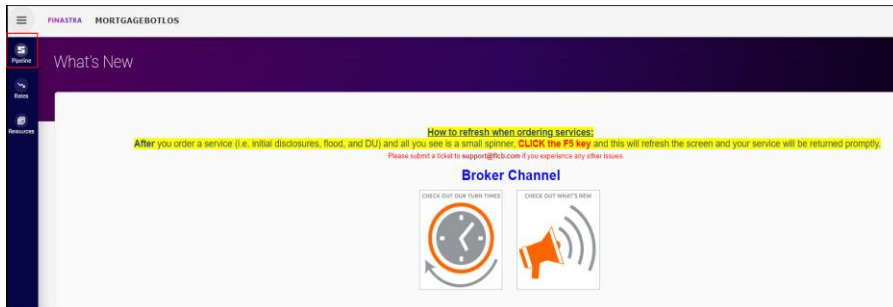 FINASTRA MORTGAGEBOTLOS
Pipeline
What's New
Rates
Resources
How to refresh when ordering services:
After you order a service (i.e. Initial disclosures, flood, and DU) and all you see is a small spinner, CLICK the F5 key and this will refresh the screen and your service will be returned promptly.
Please submit a ticket to support@ficb.com if you experience any other issues.
Broker Channel
CHECK OUT OUR TURN TIMES
CHECK OUT WHAT'S NEW